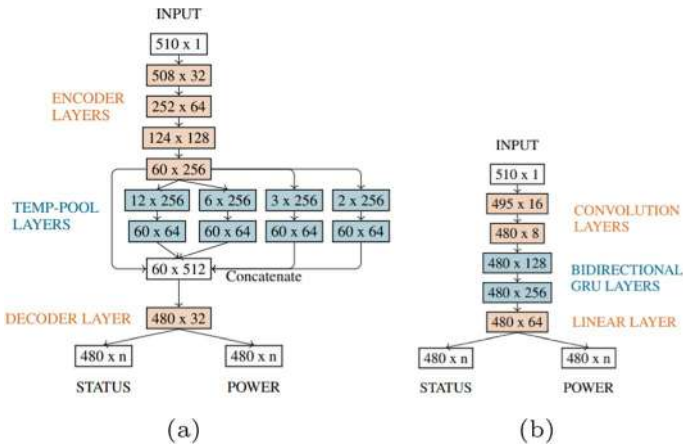 INPUT
510 x 1
508 x 32
ENCODER
LAYERS
252 x 64
124 x 128
60 x 256
TEMP-POOL
LAYERS
12 x 256
6 x 256
3 x 256
2 x 256
60 x 64
60 x 64
60 x 64
60 x 64
60 x 512
Concatenate
DECODER LAYER
480 x 32
480 x n
480 x n
STATUS
POWER
(a)
INPUT
510 x 1
495 x 16
CONVOLUTION
LAYERS
480 x 8
480 x 128
BIDIRECTIONAL
GRU LAYERS
480 x 256
480 x 64
LINEAR LAYER
480 x n
480 x n
STATUS
POWER
(b)